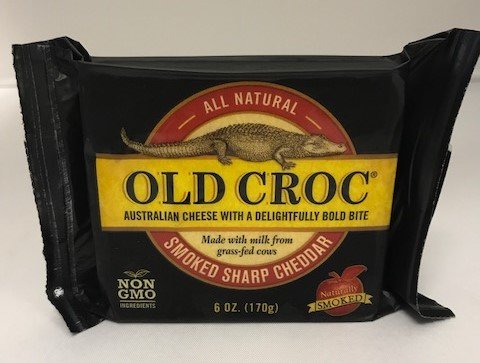 ALL NATURAL
OLD CROC®
AUSTRALIAN CHEESE WITH A DELIGHTFULLY BOLD BITE
Made with milk from
grass-fed cows
SMOKED SHARP CHEDDAR
NON
GMO
INGREDIENTS
6 OZ. (170g)
Naturally
SMOKED